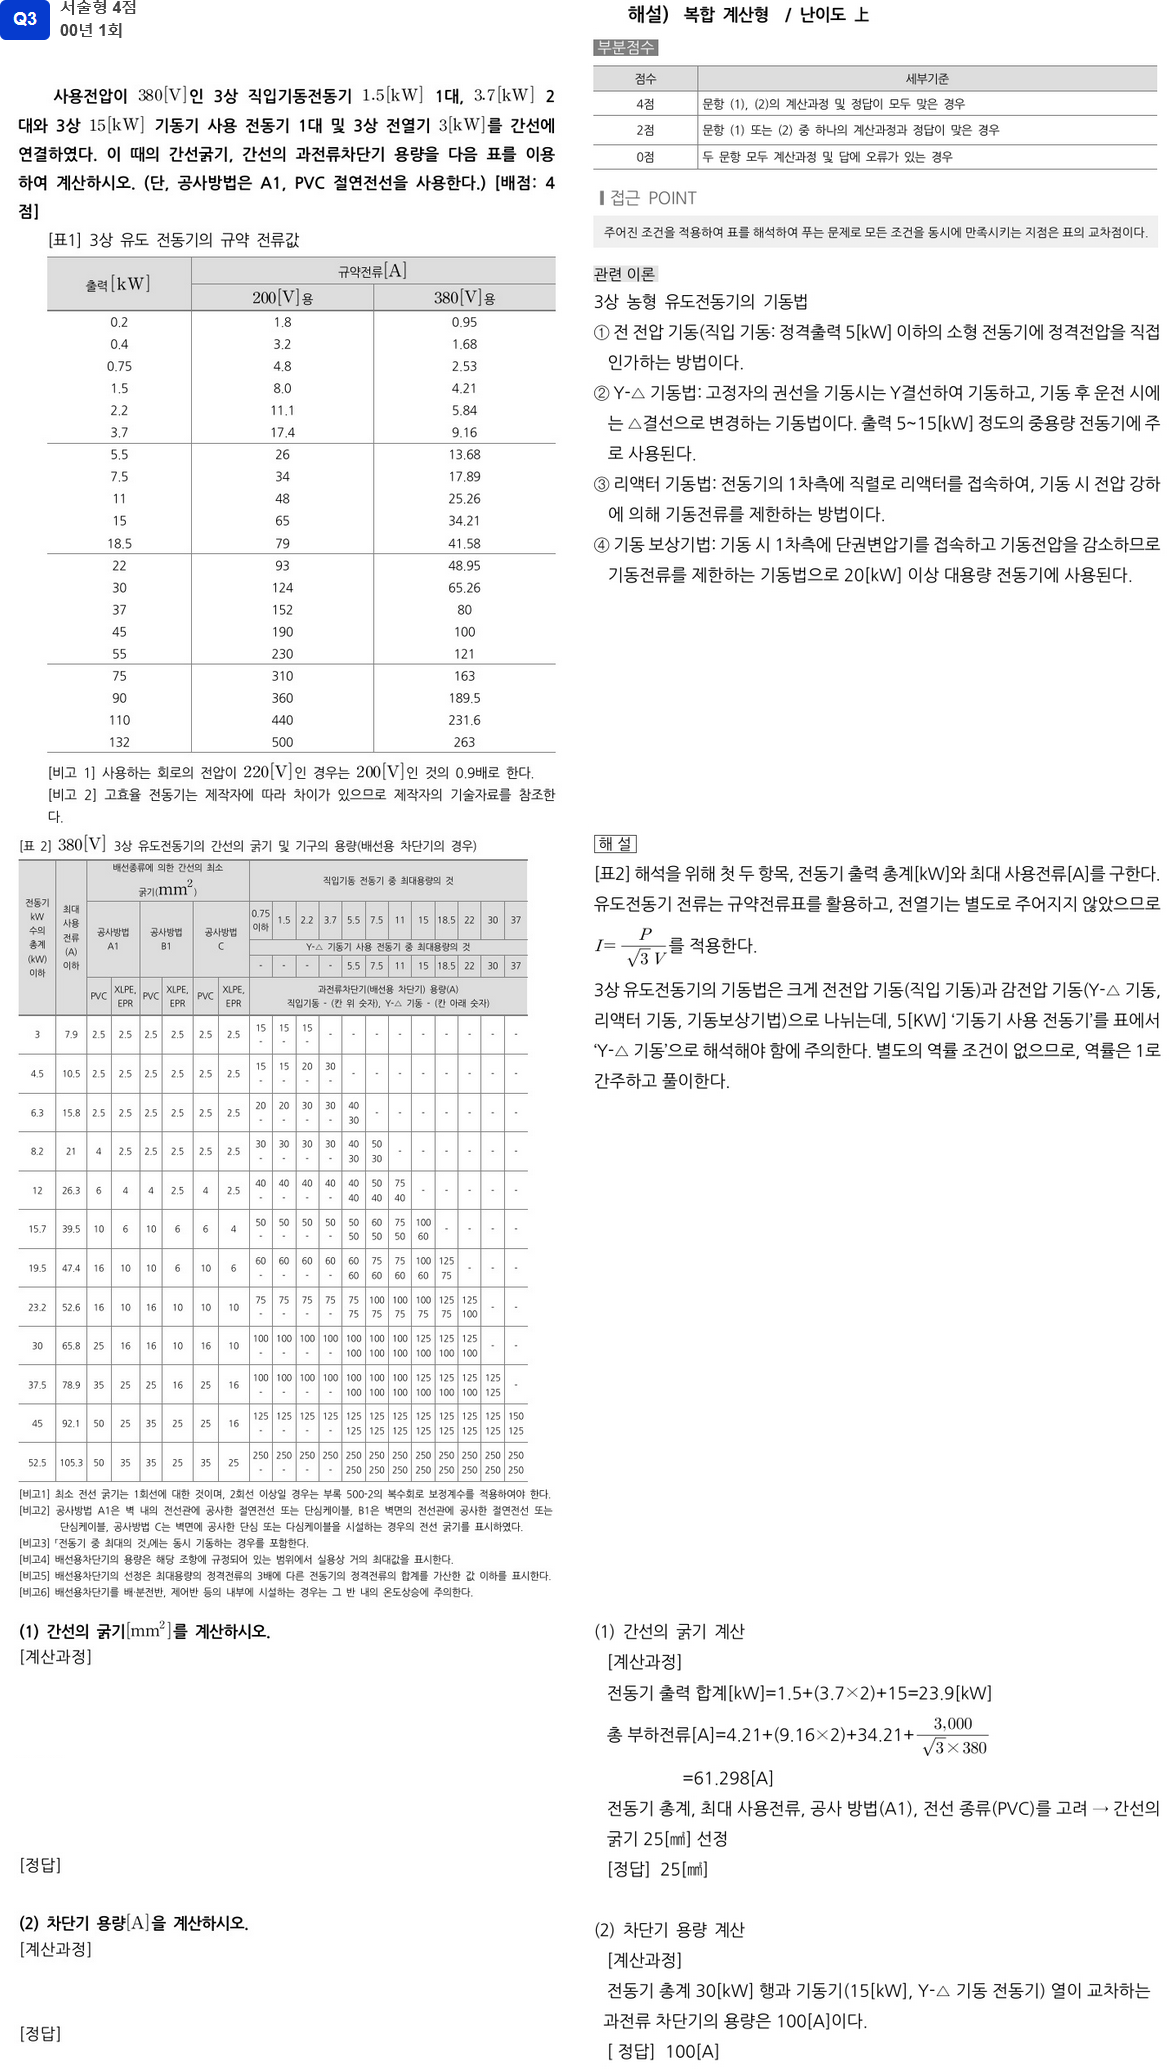 Q3
서술형 4점
00년 1회
사용전압이 380[V]인 3상 직입기동전동기 1.5[kW] 1대, 3.7[kW] 2
대와 3상 15[kW] 기동기 사용 전동기 1대 및 3상 전열기 3[kW]를 간선에
연결하였다. 이 때의 간선굵기, 간선의 과전류차단기 용량을 다음 표를 이용
하여 계산하시오. (단, 공사방법은 A1, PVC 절연전선을 사용한다.) [배점: 4
점]
[표1] 3상 유도 전동기의 규약 전류값
출력[kW] 규약전류[A]
200[V]용 380[V]용
0.2 1.8 0.95
0.4 3.2 1.68
0.75 4.8 2.53
1.5 8.0 4.21
2.2 11.1 5.84
3.7 17.4 9.16
5.5 26 13.68
7.5 34 17.89
11 48 25.26
15 65 34.21
18.5 79 41.58
22 93 48.95
30 124 65.26
37 152 80
45 190 100
55 230 121
75 310 163
90 360 189.5
110 440 231.6
132 500 263
[비고 1] 사용하는 회로의 전압이 220[V]인 경우는 200[V]인 것의 0.9배로 한다.
[비고 2] 고효율 전동기는 제작자에 따라 차이가 있으므로 제작자의 기술자료를 참조한
다.
[표 2] 380[V] 3상 유도전동기의 간선의 굵기 및 기구의 용량(배선용 차단기의 경우)
전동기
kW
수의
총계
(kW)
이하
최대
사용
전류
(A)
이하
배선종류에 의한 간선의 최소
굵기(mm²)
직입기동 전동기 중 최대용량의 것
공사방법
A1
공사방법
B1
공사방법
C
0.75
이하 1.5 2.2 3.7 5.5 7.5 11 15 18.5 22 30 37
Y-△ 기동기 사용 전동기 중 최대용량의 것
- - - - 5.5 7.5 11 15 18.5 22 30 37
PVC XLPE, EPR PVC XLPE, EPR PVC XLPE, EPR
과전류차단기(배선용 차단기) 용량(A)
직입기동 - (칸 위 숫자), Y-△ 기동 - (칸 아래 숫자)
3 7.9 2.5 2.5 2.5 2.5 2.5 2.5 15 15 15 - - - - - - - - -
- - -
4.5 10.5 2.5 2.5 2.5 2.5 2.5 2.5 15 15 20 30 - - - - - - - -
- - - -
6.3 15.8 2.5 2.5 2.5 2.5 2.5 2.5 20 20 30 30 40 - - - - - - -
- - - - 30
8.2 21 4 2.5 2.5 2.5 2.5 2.5 30 30 30 30 40 50 - - - - - -
- - - - 30 30
12 26.3 6 4 4 2.5 4 2.5 40 40 40 40 40 50 75 - - - - -
- - - - 40 40 40
15.7 39.5 10 6 10 6 6 4 50 50 50 50 50 60 75 100 - - - -
- - - - 50 50 50 60
19.5 47.4 16 10 10 6 10 6 60 60 60 60 60 75 75 100 125 - - -
- - - - 60 60 60 60 75
23.2 52.6 16 10 16 10 10 10 75 75 75 75 75 100 100 100 125 125 - -
- - - - 75 75 75 75 75 100
30 65.8 25 16 16 10 16 10 100 100 100 100 100 100 100 125 125 125 - -
- - - - 100 100 100 100 100 100
37.5 78.9 35 25 25 16 25 16 100 100 100 100 100 100 100 125 125 125 125 -
- - - - 100 100 100 100 100 100 125
45 92.1 50 25 35 25 25 16 125 125 125 125 125 125 125 125 125 125 125 150
- - - - 125 125 125 125 125 125 125 125
52.5 105.3 50 35 35 25 35 25 250 250 250 250 250 250 250 250 250 250 250 250
- - - - 250 250 250 250 250 250 250 250
[비고1] 최소 전선 굵기는 1회선에 대한 것이며, 2회선 이상일 경우는 부록 500-2의 복수회로 보정계수를 적용하여야 한다.
[비고2] 공사방법 A1은 벽 내의 전선관에 공사한 절연전선 또는 단심케이블, B1은 벽면의 전선관에 공사한 절연전선 또는
단심케이블, 공사방법 C는 벽면에 공사한 단심 또는 다심케이블을 시설하는 경우의 전선 굵기를 표시하였다.
[비고3] 「전동기 중 최대의 것」에는 동시 기동하는 경우를 포함한다.
[비고4] 배선용차단기의 용량은 해당 조항에 규정되어 있는 범위에서 실용상 거의 최대값을 표시한다.
[비고5] 배선용차단기의 선정은 최대용량의 정격전류의 3배에 다른 전동기의 정격전류의 합계를 가산한 값 이하를 표시한다.
[비고6] 배선용차단기를 배·분전반, 제어반 등의 내부에 시설하는 경우는 그 반 내의 온도상승에 주의한다.
(1) 간선의 굵기[mm²]를 계산하시오.
[계산과정]
[정답]
(2) 차단기 용량[A]을 계산하시오.
[계산과정]
[정답]
해설) 복합 계산형 / 난이도 上
부분점수
점수 세부기준
4점 문항 (1), (2)의 계산과정 및 정답이 모두 맞은 경우
2점 문항 (1) 또는 (2) 중 하나의 계산과정과 정답이 맞은 경우
0점 두 문항 모두 계산과정 및 답에 오류가 있는 경우
접근 POINT
주어진 조건을 적용하여 표를 해석하여 푸는 문제로 모든 조건을 동시에 만족시키는 지점은 표의 교차점이다.
관련 이론
3상 농형 유도전동기의 기동법
① 전 전압 기동(직입 기동: 정격출력 5[kW] 이하의 소형 전동기에 정격전압을 직접
인가하는 방법이다.
② Y-△ 기동법: 고정자의 권선을 기동시는 Y결선하여 기동하고, 기동 후 운전 시에
는 △결선으로 변경하는 기동법이다. 출력 5~15[kW] 정도의 중용량 전동기에 주
로 사용된다.
③ 리액터 기동법: 전동기의 1차측에 직렬로 리액터를 접속하여, 기동 시 전압 강하
에 의해 기동전류를 제한하는 방법이다.
④ 기동 보상기법: 기동 시 1차측에 단권변압기를 접속하고 기동전압을 감소하므로
기동전류를 제한하는 기동법으로 20[kW] 이상 대용량 전동기에 사용된다.
해 설
[표2] 해석을 위해 첫 두 항목, 전동기 출력 총계[kW]와 최대 사용전류[A]를 구한다.
유도전동기 전류는 규약전류표를 활용하고, 전열기는 별도로 주어지지 않았으므로
I= P/(√3 V)를 적용한다.
3상 유도전동기의 기동법은 크게 전전압 기동(직입 기동)과 감전압 기동(Y-△ 기동,
리액터 기동, 기동보상기법)으로 나뉘는데, 5[KW] ‘기동기 사용 전동기’를 표에서
‘Y-△ 기동’으로 해석해야 함에 주의한다. 별도의 역률 조건이 없으므로, 역률은 1로
간주하고 풀이한다.
(1) 간선의 굵기 계산
[계산과정]
전동기 출력 합계[kW]=1.5+(3.7×2)+15=23.9[kW]
총 부하전류[A]=4.21+(9.16×2)+34.21+3,000/(√3×380)
=61.298[A]
전동기 총계, 최대 사용전류, 공사 방법(A1), 전선 종류(PVC)를 고려 → 간선의
굵기 25[㎟] 선정
[정답] 25[㎟]
(2) 차단기 용량 계산
[계산과정]
전동기 총계 30[kW] 행과 기동기(15[kW], Y-△ 기동 전동기) 열이 교차하는
과전류 차단기의 용량은 100[A]이다.
[ 정답] 100[A]